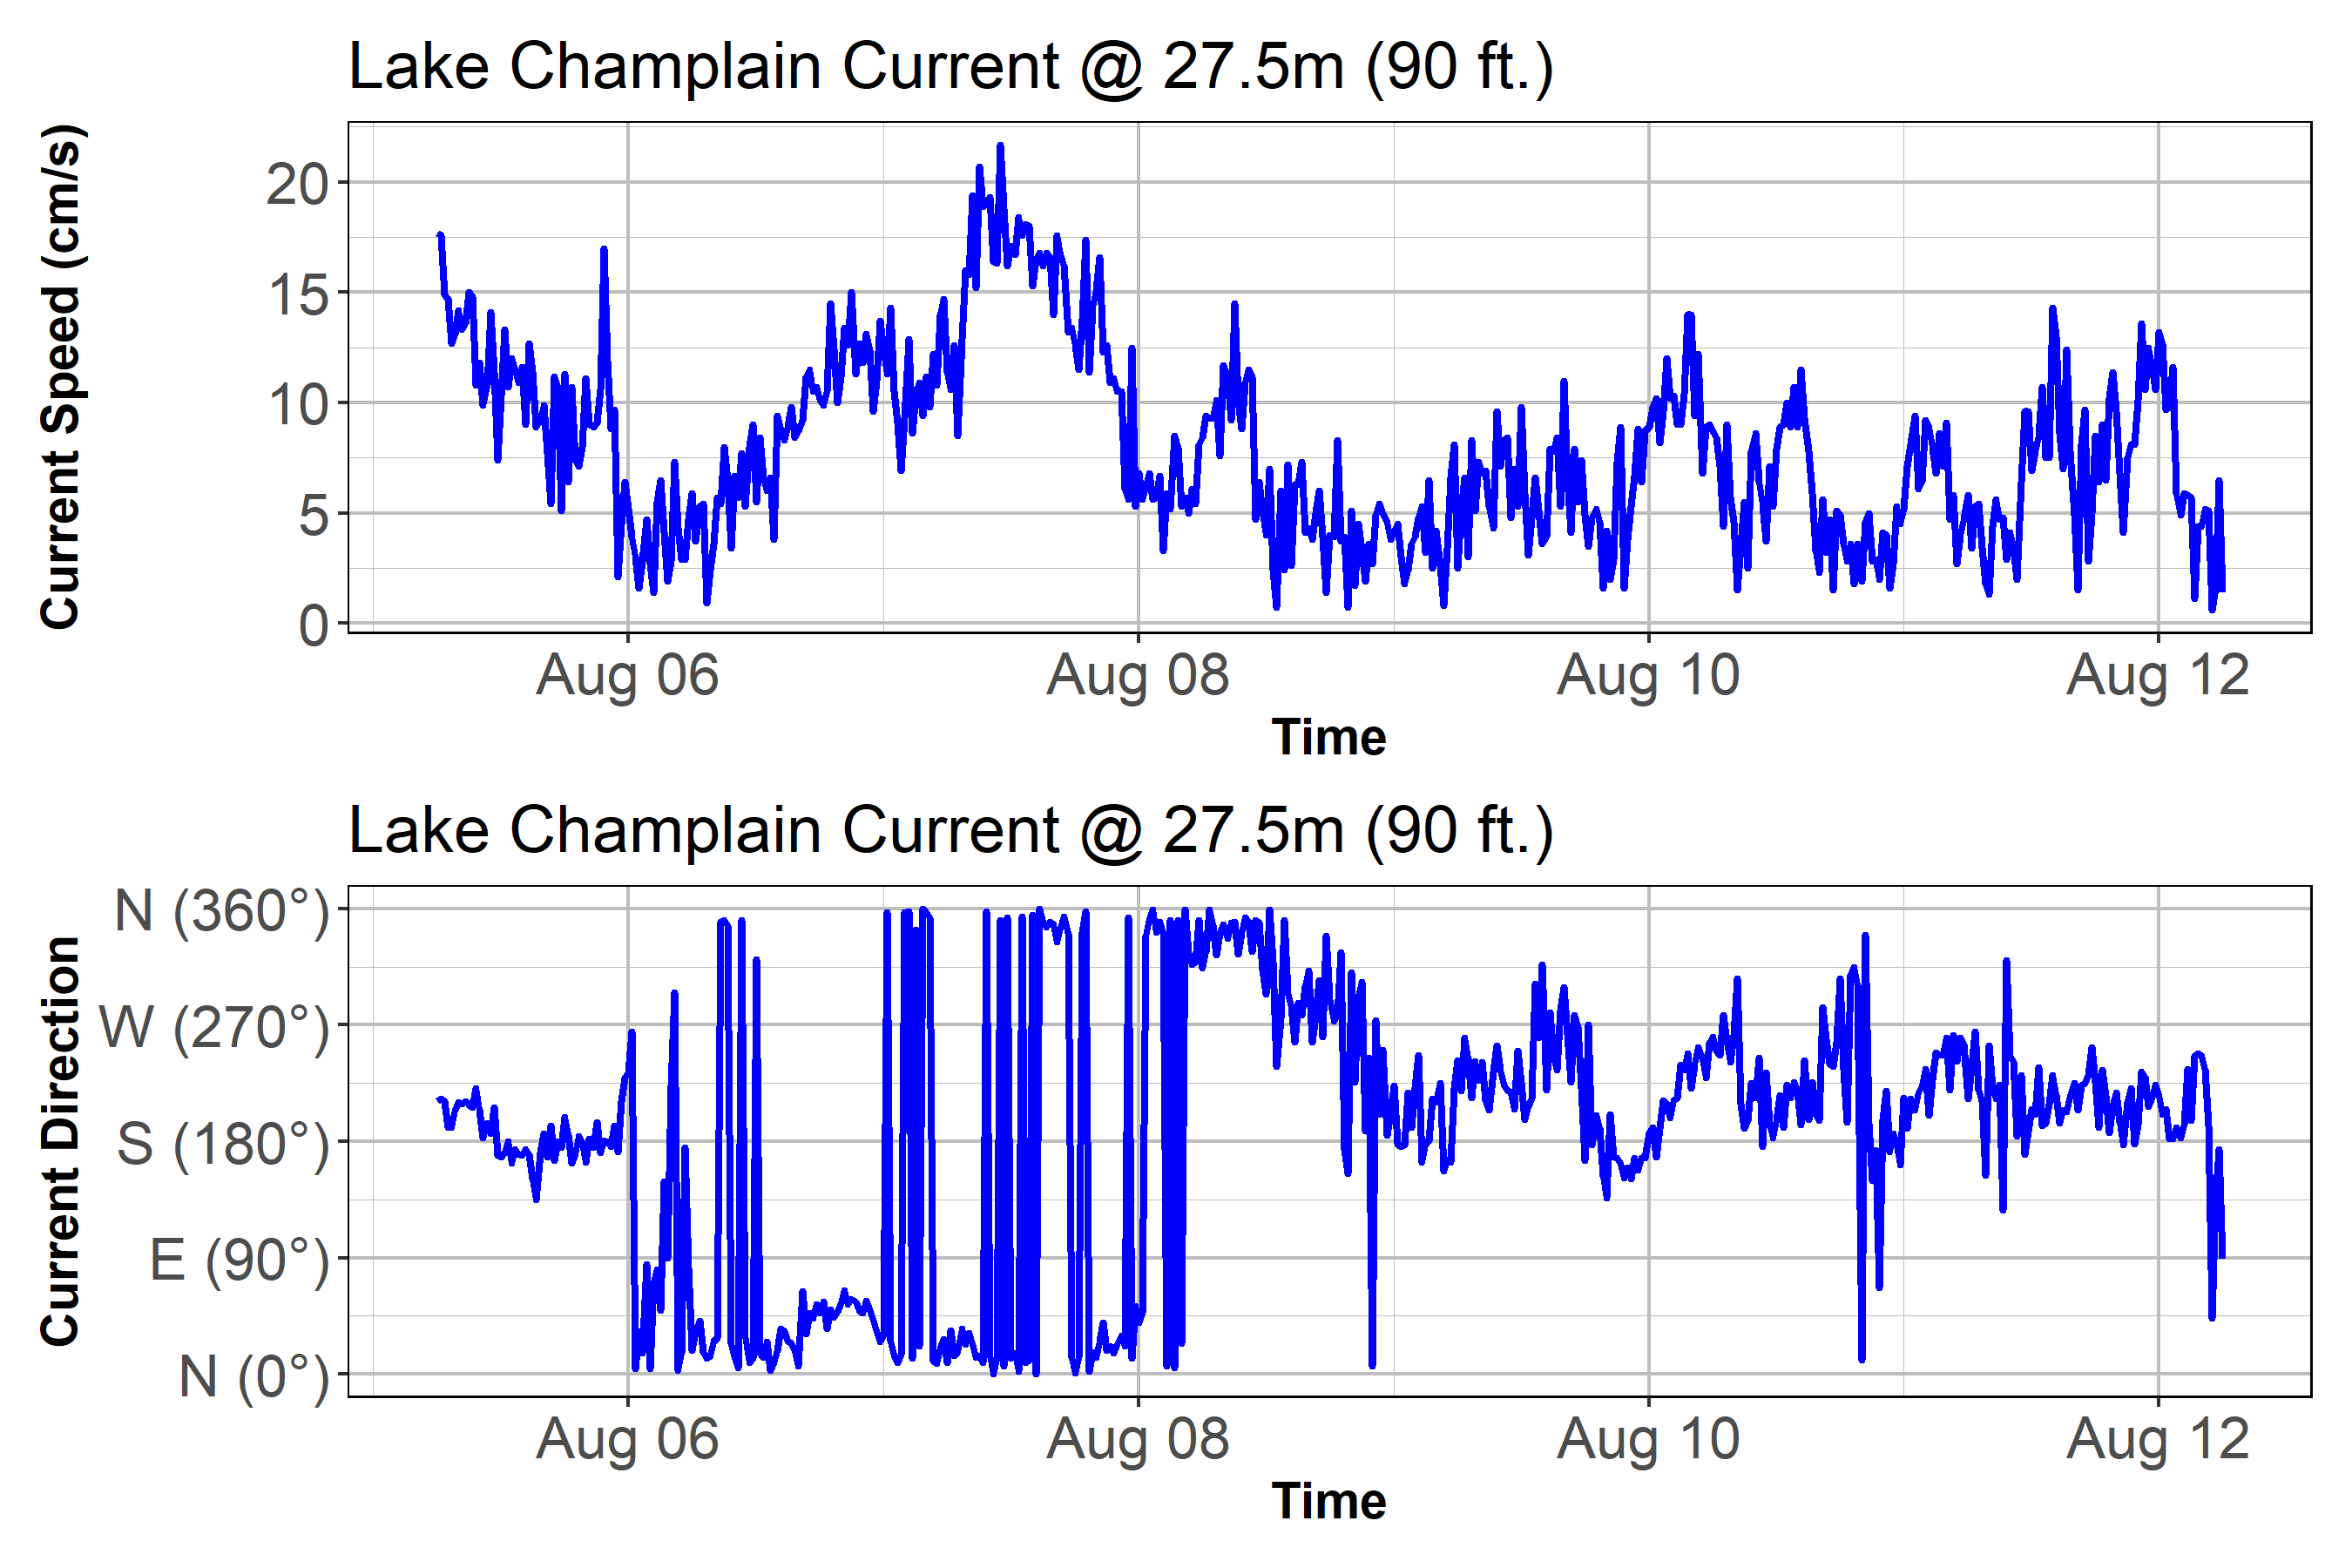 Lake Champlain Current @ 27.5m (90 ft.)
Current Speed (cm/s)
20
15
10
5
0
Aug 06 Aug 08 Aug 10 Aug 12
Time
Lake Champlain Current @ 27.5m (90 ft.)
Current Direction
N (360°)
W (270°)
S (180°)
E (90°)
N (0°)
Aug 06 Aug 08 Aug 10 Aug 12
Time